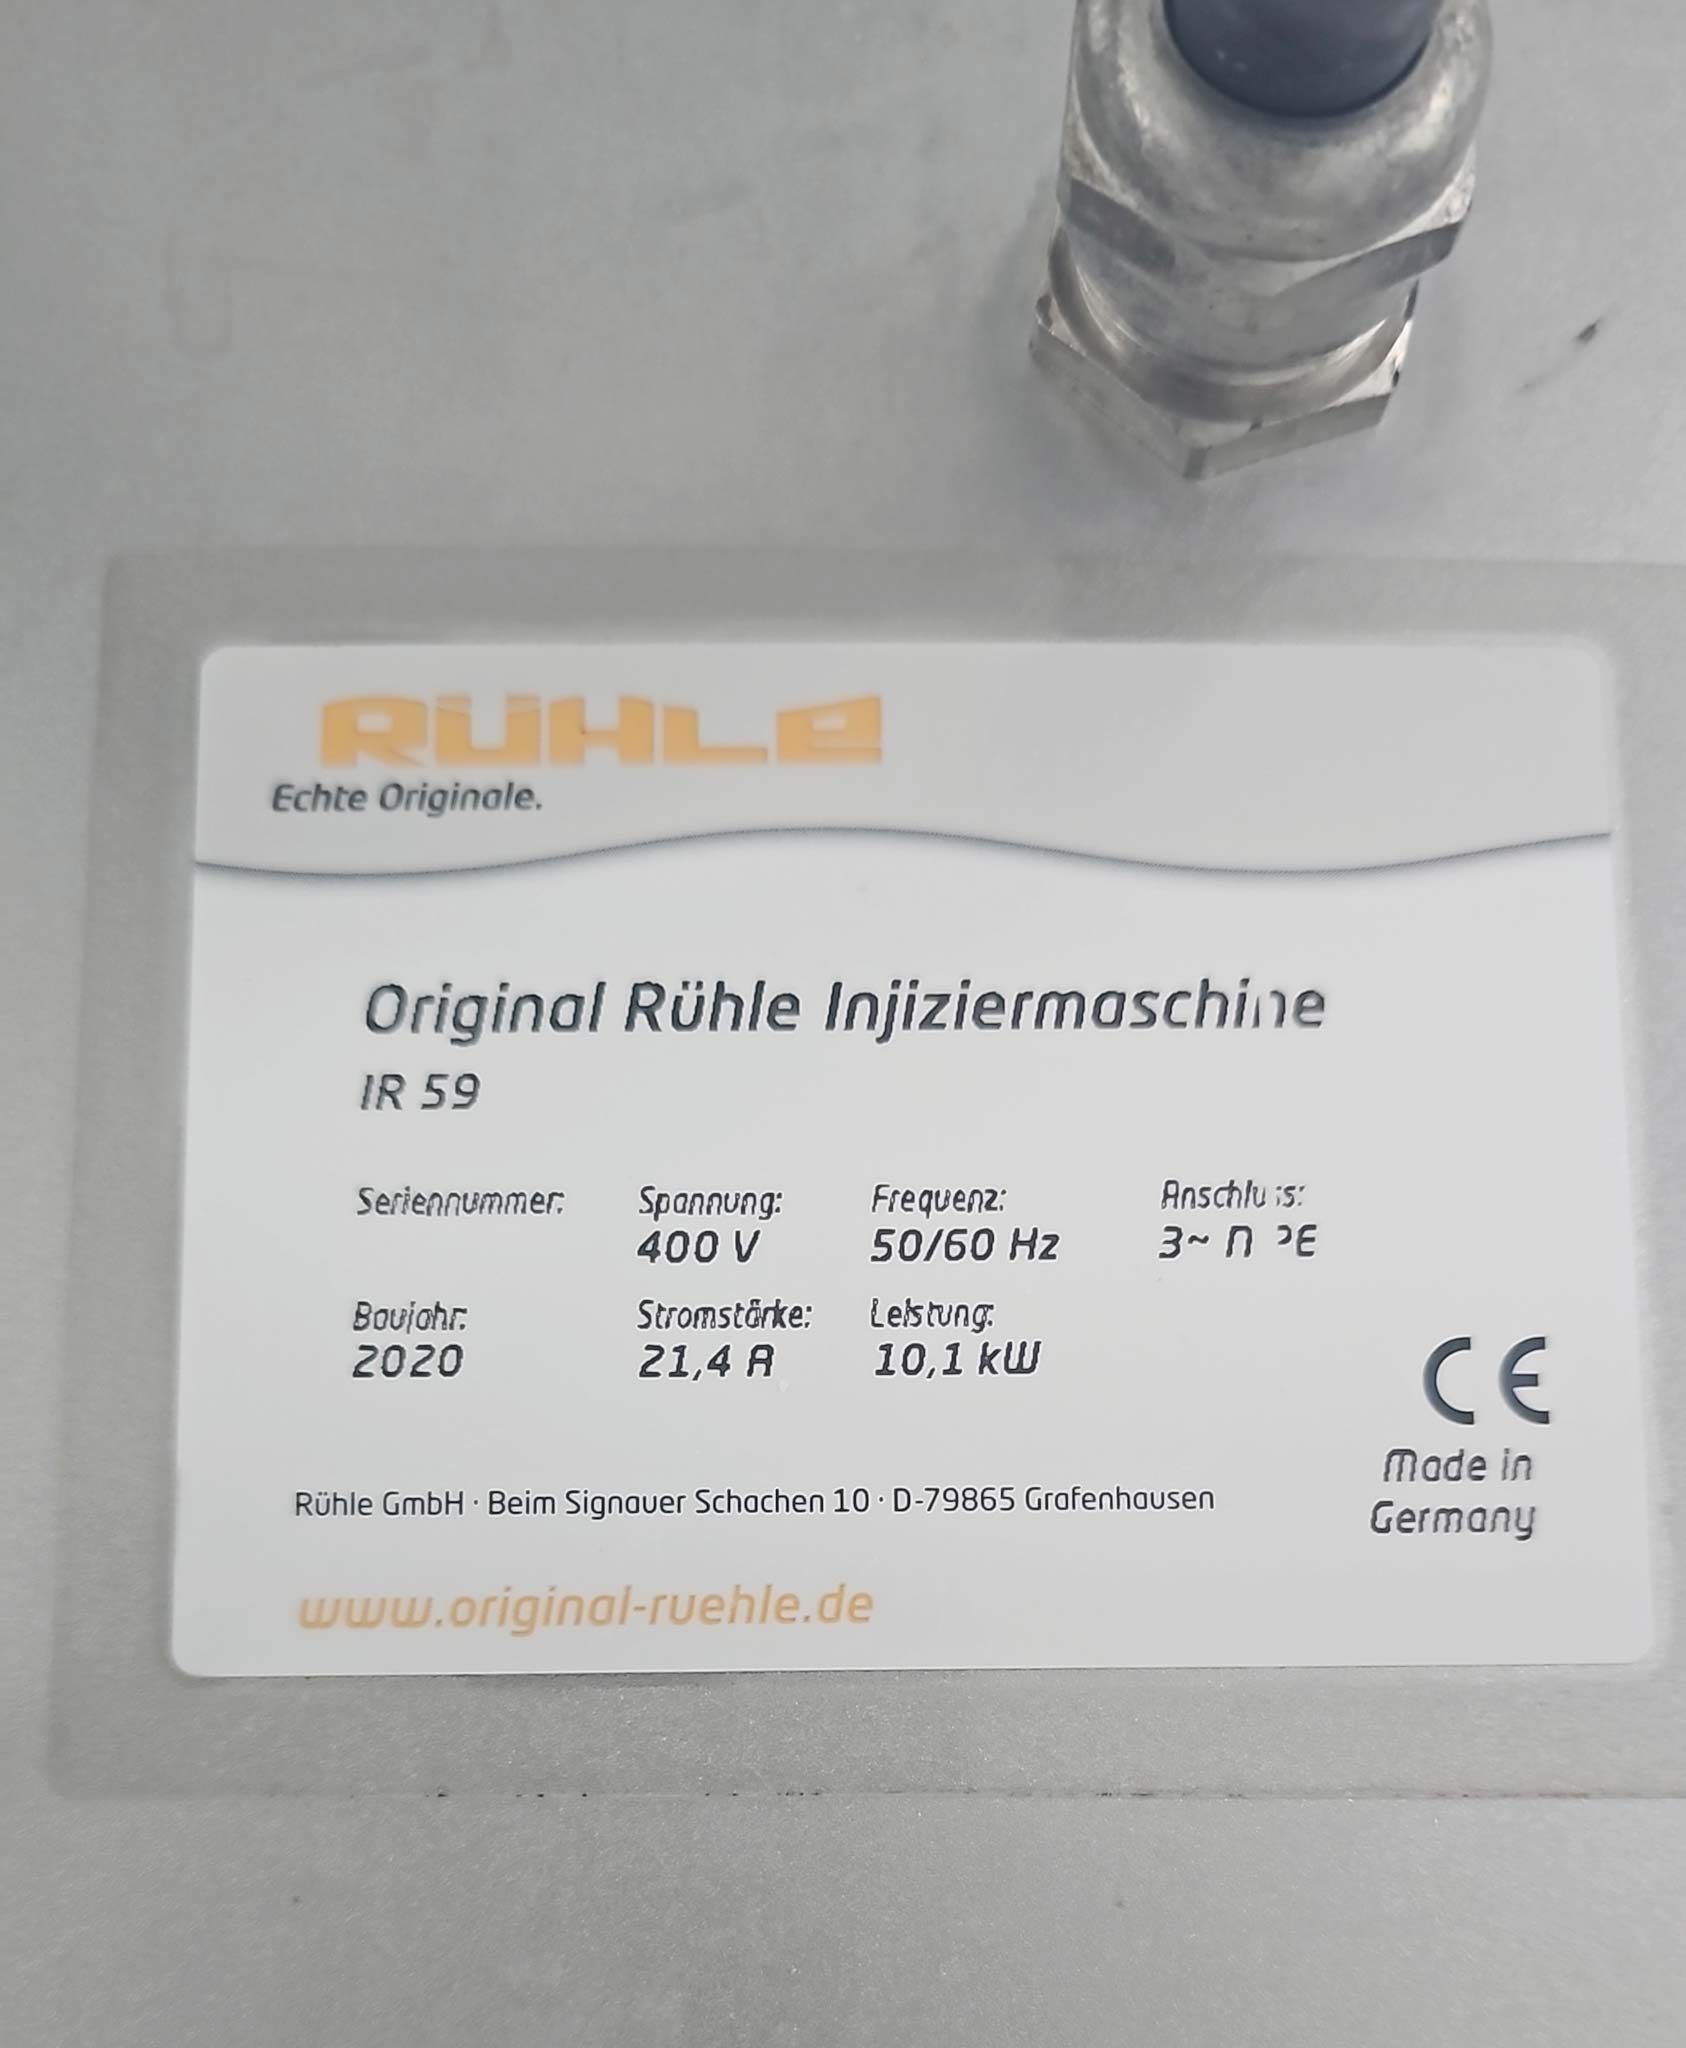 RÜHLE
Echte Originale.
Original Rühle Injiziermaschine
IR 59
Seriennummer: Spannung: Frequenz:
400 V 50/60 Hz 3~
Baujahr: Stromstärke: Leistung:
2020 21,4 A 10,1 kW
CE
Made in
Germany
Rühle GmbH · Beim Signauer Schachen 10 · D-79865 Grafenhausen
www.original-ruehle.de